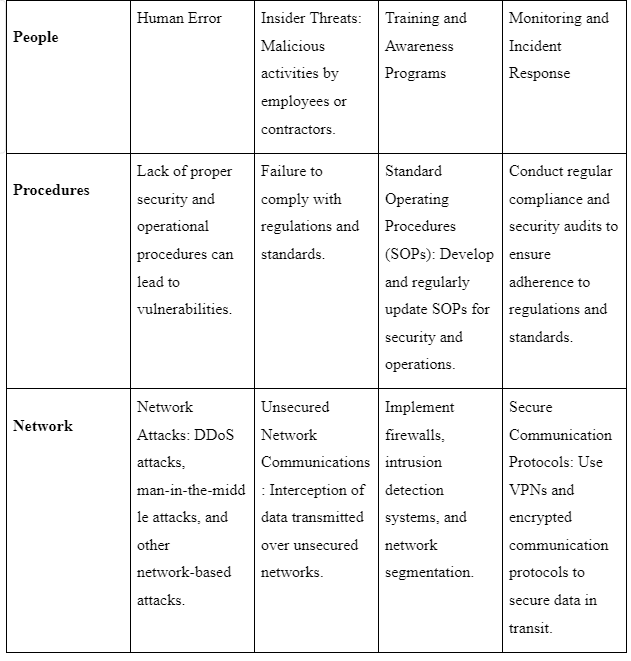 People
Human Error
Insider Threats:
Malicious
activities by
employees or
contractors.
Training and
Awareness
Programs
Monitoring and
Incident
Response
Procedures
Lack of proper
security and
operational
procedures can
lead to
vulnerabilities.
Failure to
comply with
regulations and
standards.
Standard
Operating
Procedures
(SOPs): Develop
and regularly
update SOPs for
security and
operations.
Conduct regular
compliance and
security audits to
ensure
adherence to
regulations and
standards.
Network
Network
Attacks: DDoS
attacks,
man-in-the-midd
le attacks, and
other
network-based
attacks.
Unsecured
Network
Communications
: Interception of
data transmitted
over unsecured
networks.
Implement
firewalls,
intrusion
detection
systems, and
network
segmentation.
Secure
Communication
Protocols: Use
VPNs and
encrypted
communication
protocols to
secure data in
transit.